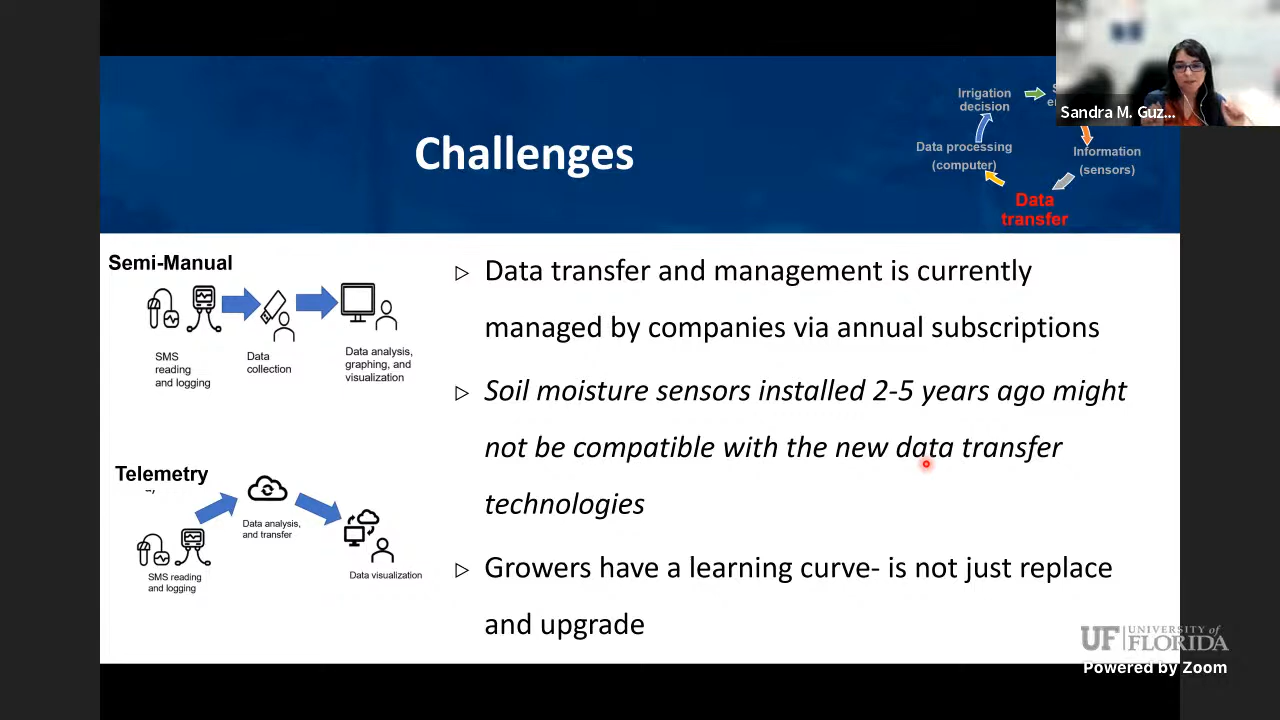 Sandra M. Guz...
Challenges
Irrigation
decision
Data processing
(computer)
Information
(sensors)
Data
transfer
Semi-Manual
SMS
reading
and logging
Data
collection
Data analysis,
graphing, and
visualization
Telemetry
Data analysis,
and transfer
SMS reading
and logging
Data visualization
Data transfer and management is currently
managed by companies via annual subscriptions
Soil moisture sensors installed 2-5 years ago might
not be compatible with the new data transfer
technologies
Growers have a learning curve- is not just replace
and upgrade
UF UNIVERSITY of
FLORIDA
Powered by Zoom